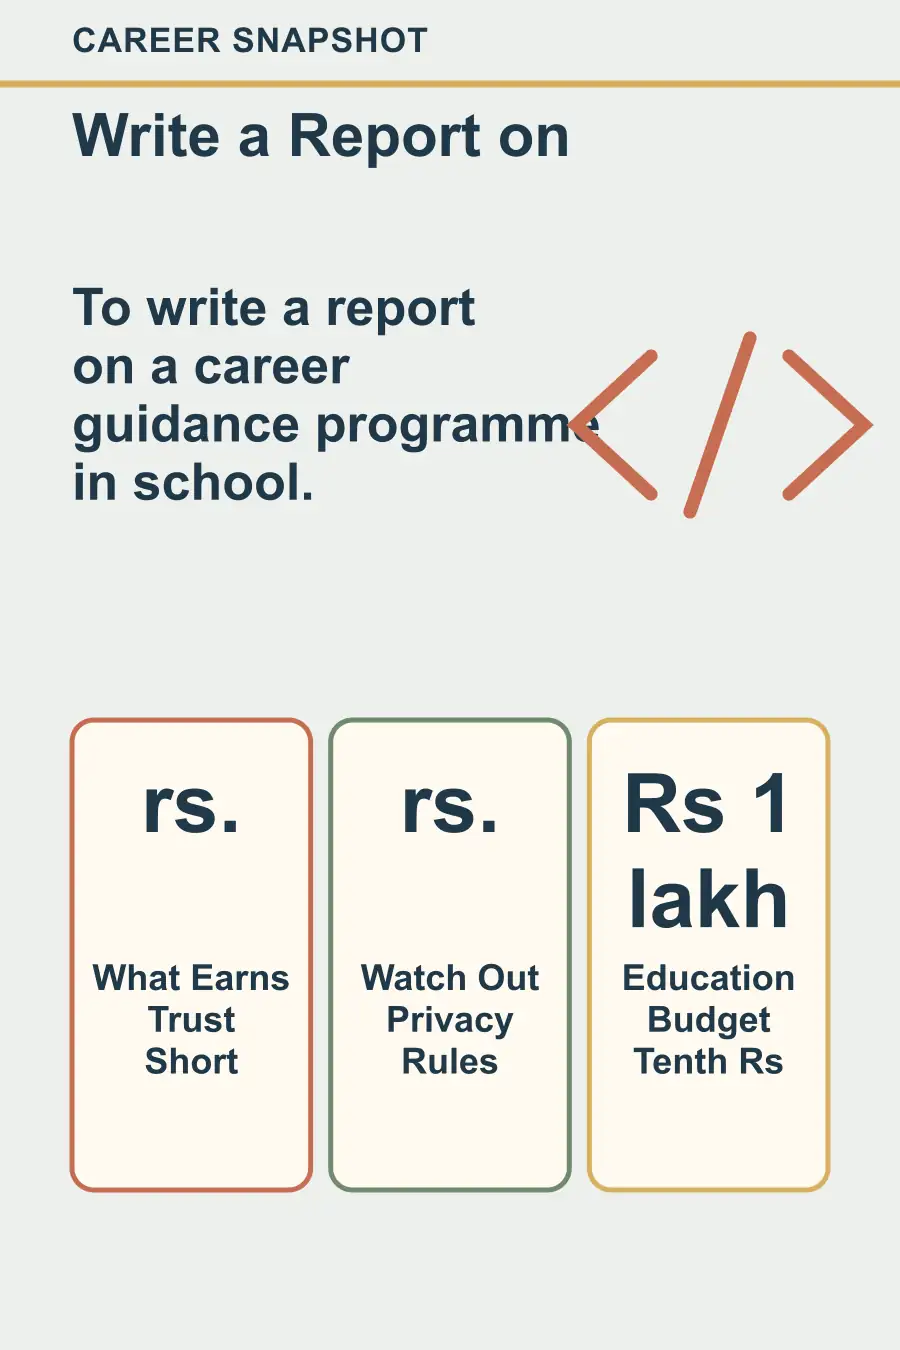 CAREER SNAPSHOT
Write a Report on
To write a report
on a career
guidance programme
in school.
rs.
What Earns
Trust
Short
rs.
Watch Out
Privacy
Rules
Rs 1
lakh
Education
Budget
Tenth Rs